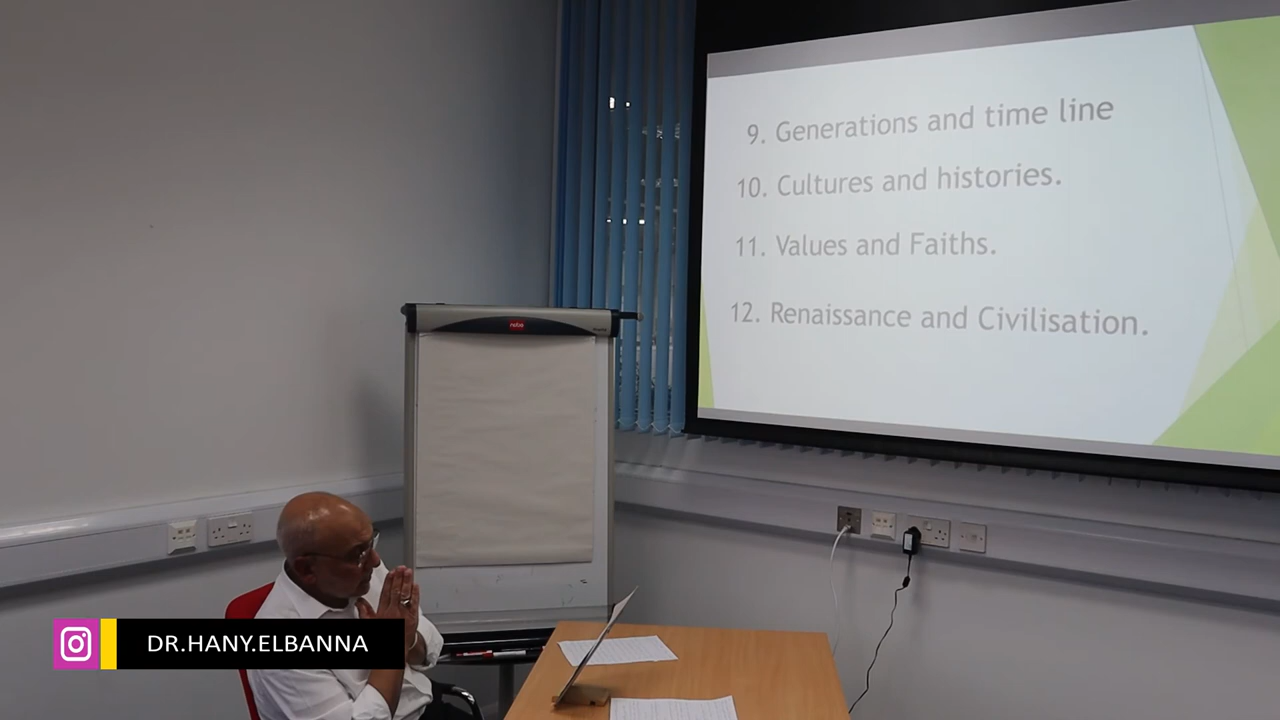 9. Generations and time line
10. Cultures and histories.
11. Values and Faiths.
12. Renaissance and Civilisation.
nobo
DR.HANY.ELBANNA